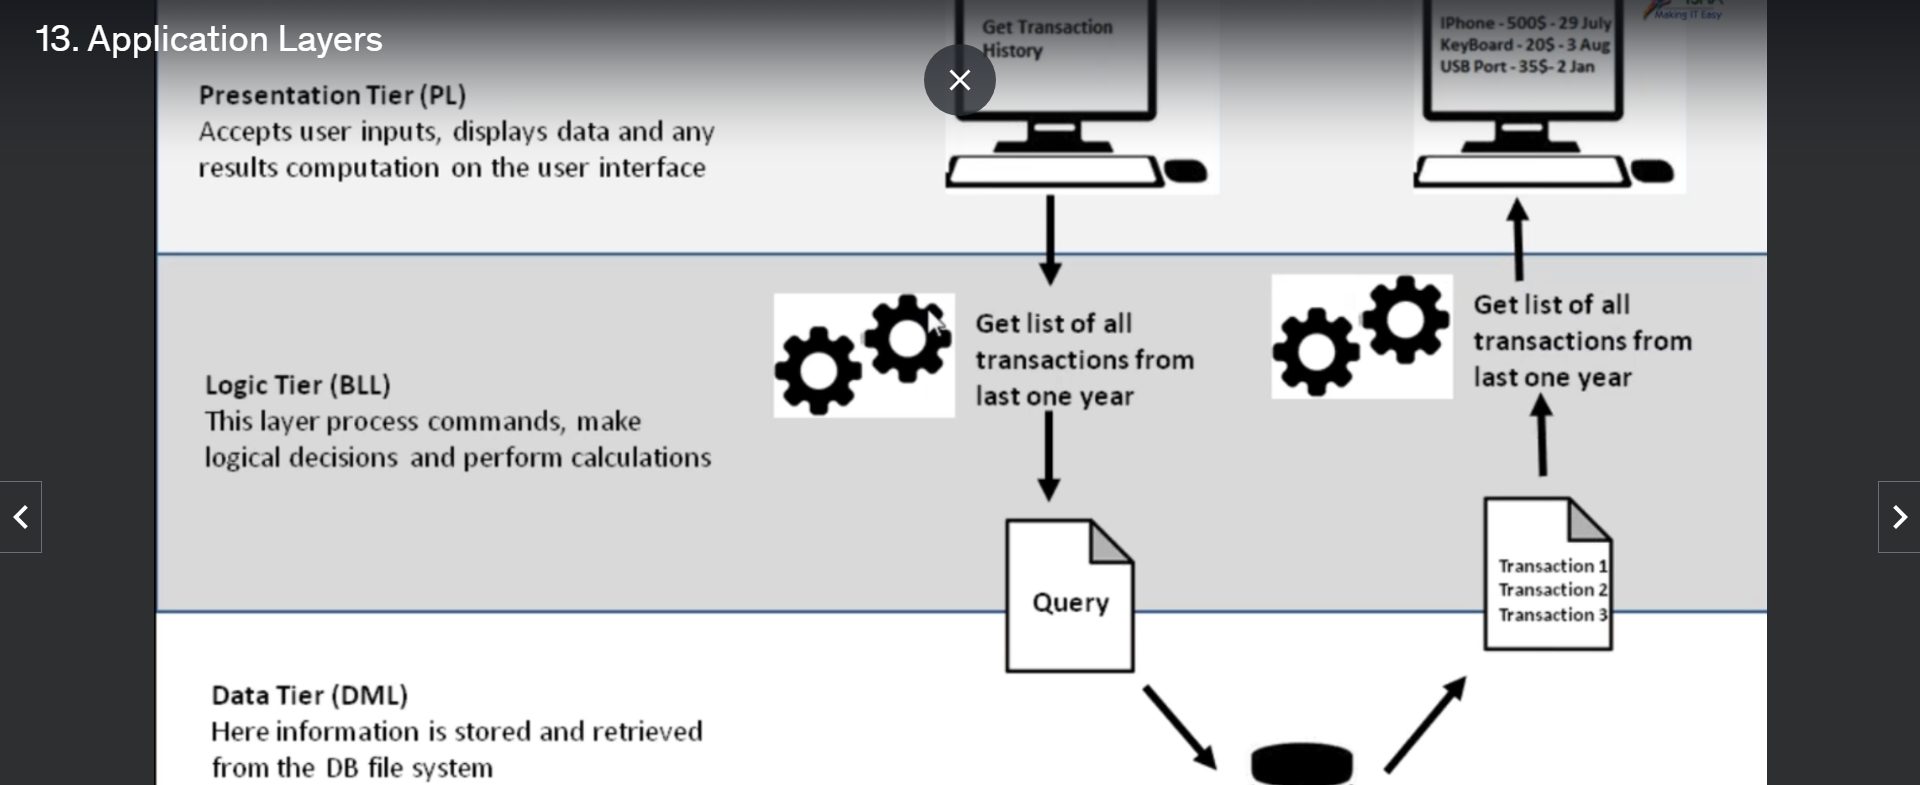 13. Application Layers
Get Transaction
History
IPhone - 500$ - 29 July
KeyBoard - 20$ - 3 Aug
USB Port - 35$- 2 Jan
Making IT Easy
Presentation Tier (PL)
Accepts user inputs, displays data and any
results computation on the user interface
Get list of all
transactions from
last one year
Get list of all
transactions from
last one year
Logic Tier (BLL)
This layer process commands, make
logical decisions and perform calculations
Query
Transaction 1
Transaction 2
Transaction 3
Data Tier (DML)
Here information is stored and retrieved
from the DB file system